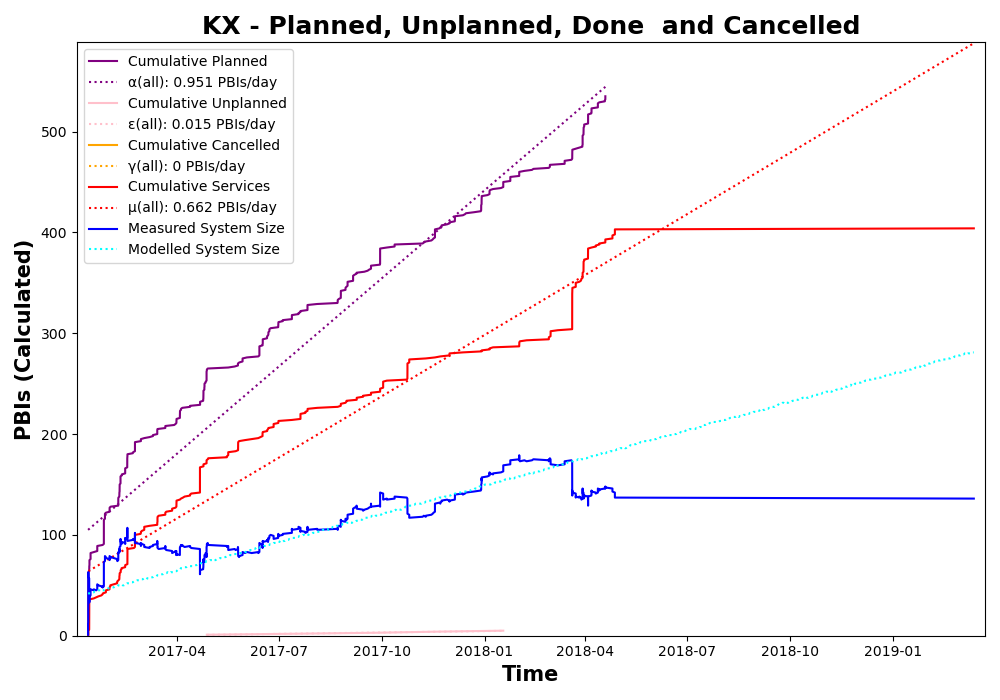 KX - Planned, Unplanned, Done  and Cancelled
Cumulative Planned
α(all): 0.951 PBIs/day
Cumulative Unplanned
ε(all): 0.015 PBIs/day
Cumulative Cancelled
γ(all): 0 PBIs/day
Cumulative Services
μ(all): 0.662 PBIs/day
Measured System Size
Modelled System Size
PBIs (Calculated)
500
400
300
200
100
0
2017-04 2017-07 2017-10 2018-01 2018-04 2018-07 2018-10 2019-01
Time